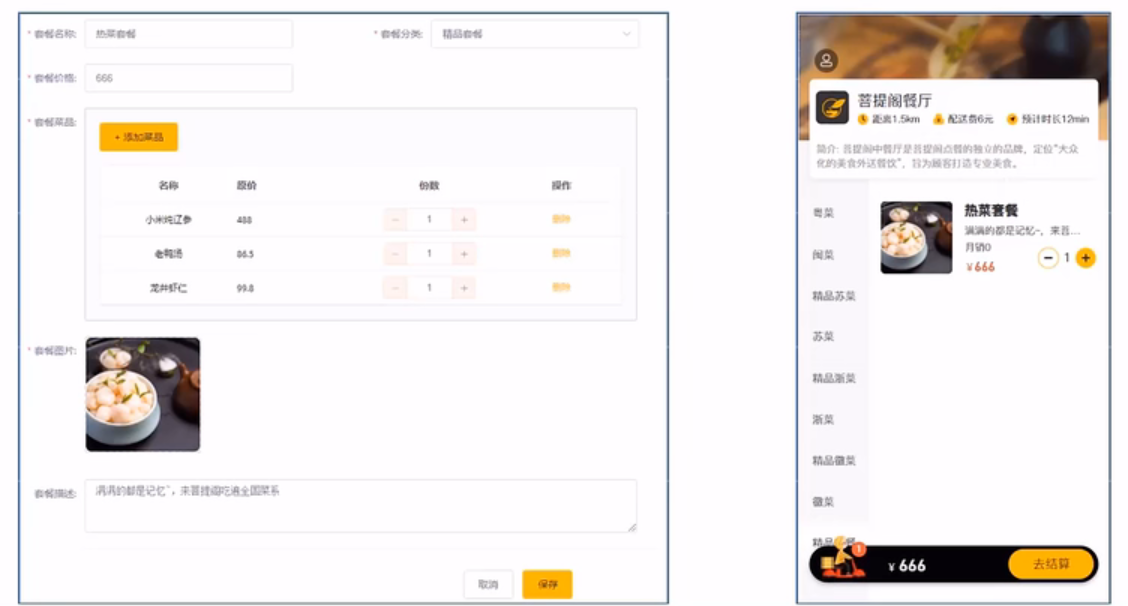 * 套餐名称: 热菜套餐
* 套餐分类: 精品套餐
* 套餐价格: 666
* 套餐菜品:
+ 添加菜品
名称 原价 份数 操作
小米炖辽参 488 - 1 + 删除
老鸭汤 86.5 - 1 + 删除
龙井虾仁 99.8 - 1 + 删除
* 套餐图片:
套餐描述: 满满的都是记忆~，来菩提阁吃遍全国菜系
取消 保存
菩提阁餐厅
距离1.5km 配送费6元 预计时长12min
简介: 菩提阁中餐厅是菩提阁点餐的独立的品牌，定位“大众
化的美食外送餐饮”，旨为顾客打造专业美食。
粤菜
闽菜
精品苏菜
苏菜
精品浙菜
浙菜
精品徽菜
徽菜
精品 餐
热菜套餐
满满的都是记忆~，来菩...
月销0
¥666
- 1 +
1
¥ 666
去结算